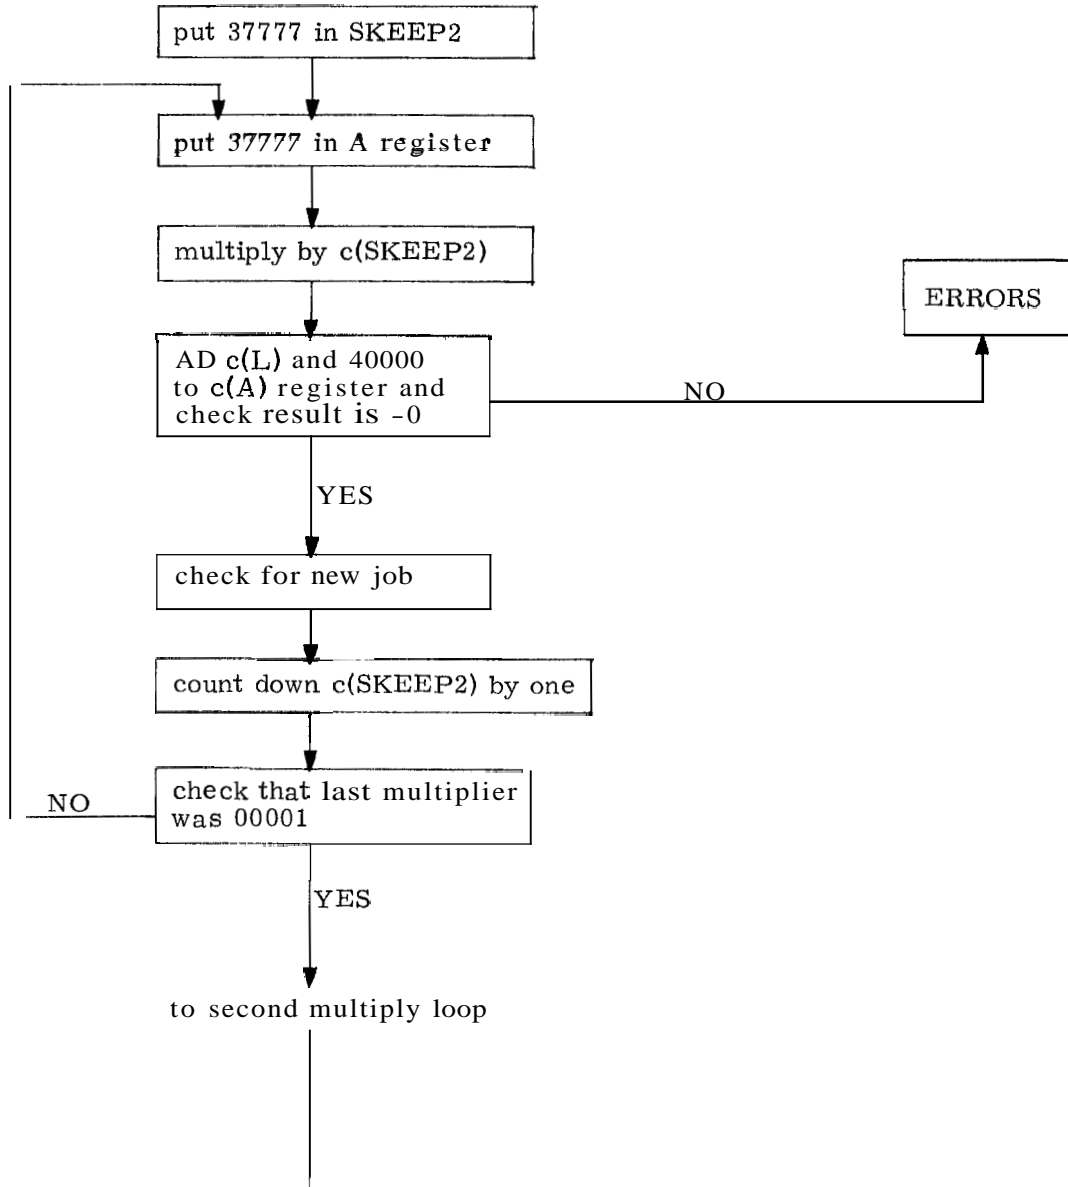 put 37777 in SKEEP2
put 37777 in A register
multiply by c(SKEEP2)
ERRORS
AD c(L) and 40000
to c(A) register and
check result is -0
NO
YES
check for new job
count down c(SKEEP2) by one
check that last multiplier
was 00001
NO
YES
to second multiply loop